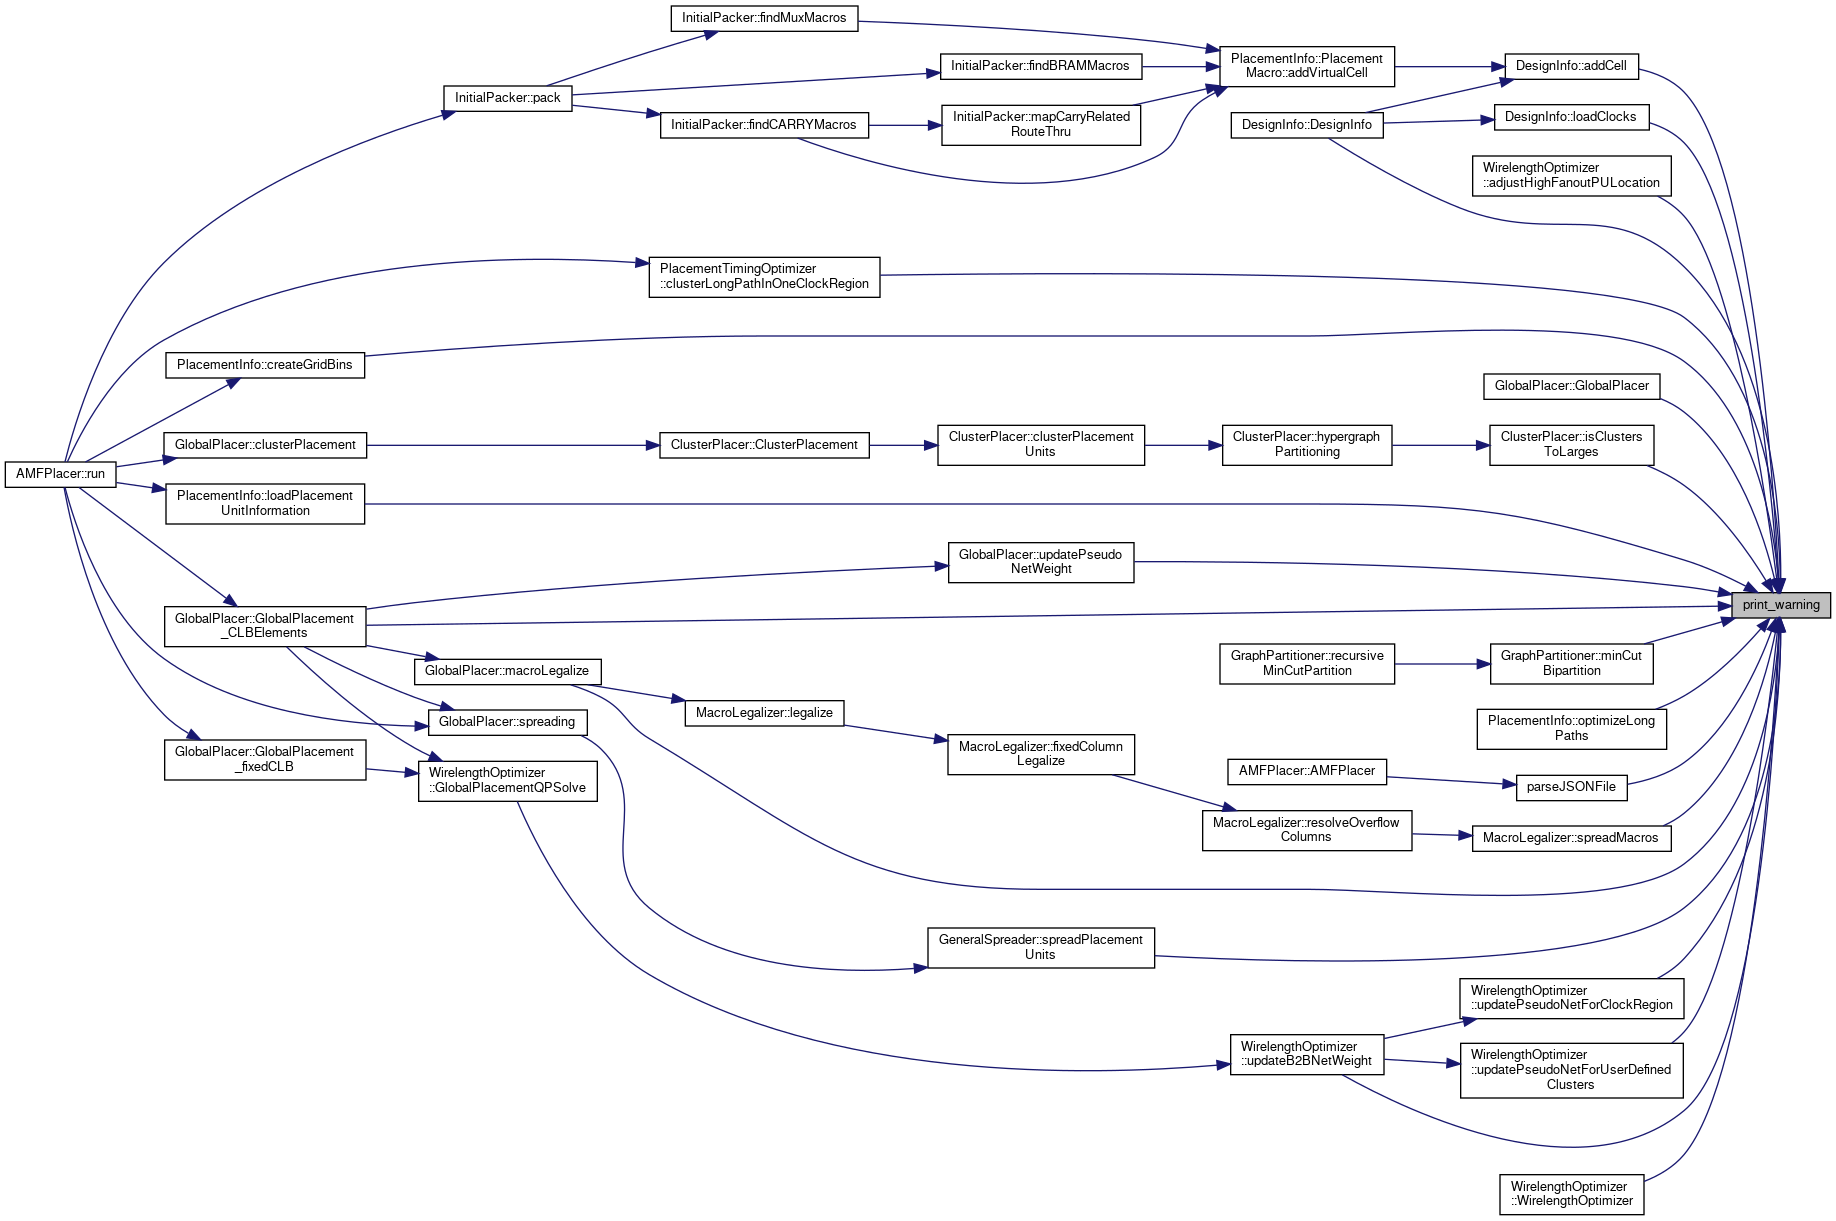 InitialPacker::findMuxMacros
InitialPacker::findBRAMMacros
PlacementInfo::Placement
Macro::addVirtualCell
DesignInfo::addCell
InitialPacker::pack
InitialPacker::findCARRYMacros
InitialPacker::mapCarryRelated
RouteThru
DesignInfo::DesignInfo
DesignInfo::loadClocks
WirelengthOptimizer
::adjustHighFanoutPULocation
PlacementTimingOptimizer
::clusterLongPathInOneClockRegion
PlacementInfo::createGridBins
GlobalPlacer::GlobalPlacer
GlobalPlacer::clusterPlacement
ClusterPlacer::ClusterPlacement
ClusterPlacer::clusterPlacement
Units
ClusterPlacer::hypergraph
Partitioning
ClusterPlacer::isClusters
ToLarges
AMFPlacer::run
PlacementInfo::loadPlacement
UnitInformation
GlobalPlacer::updatePseudo
NetWeight
print_warning
GlobalPlacer::GlobalPlacement
_CLBElements
GlobalPlacer::macroLegalize
GraphPartitioner::recursive
MinCutPartition
GraphPartitioner::minCut
Bipartition
GlobalPlacer::spreading
MacroLegalizer::legalize
PlacementInfo::optimizeLong
Paths
GlobalPlacer::GlobalPlacement
_fixedCLB
WirelengthOptimizer
::GlobalPlacementQPSolve
MacroLegalizer::fixedColumn
Legalize
AMFPlacer::AMFPlacer
parseJSONFile
MacroLegalizer::resolveOverflow
Columns
MacroLegalizer::spreadMacros
GeneralSpreader::spreadPlacement
Units
WirelengthOptimizer
::updatePseudoNetForClockRegion
WirelengthOptimizer
::updateB2BNetWeight
WirelengthOptimizer
::updatePseudoNetForUserDefined
Clusters
WirelengthOptimizer
::WirelengthOptimizer